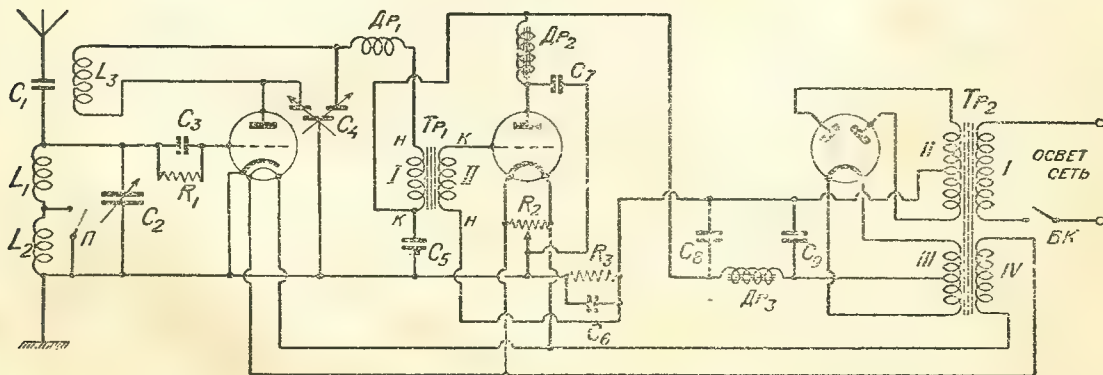 C₁
L₃
Др₁
Др₂
C₇
C₃
C₄
Тр₁
н
к
I
II
к
н
R₁
L₁
L₂
П
C₂
C₅
R₂
R₃
C₆
C₈
C₉
Др₃
Тр₂
II
I
III
IV
ОСВЕТ
СЕТЬ
БК